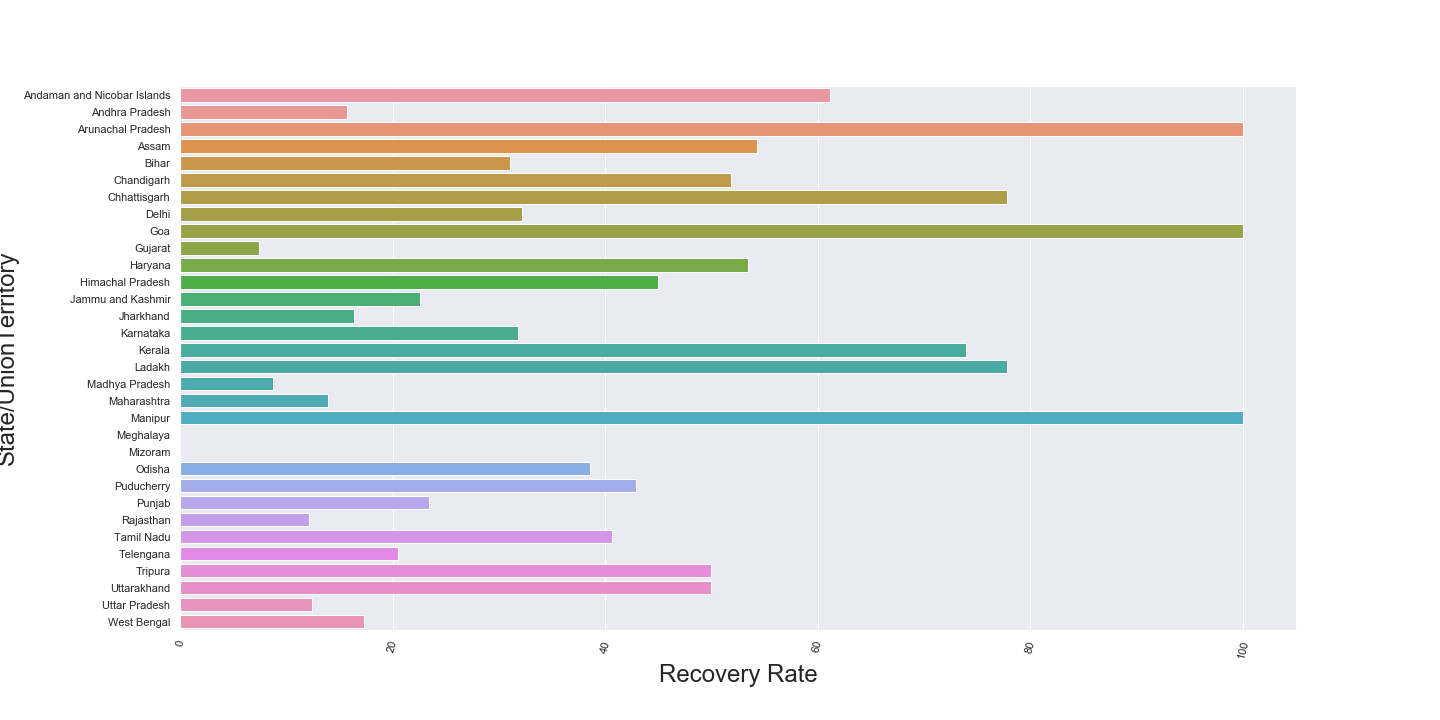 Andaman and Nicobar Islands
Andhra Pradesh
Arunachal Pradesh
Assam
Bihar
Chandigarh
Chhattisgarh
Delhi
Goa
Gujarat
Haryana
Himachal Pradesh
Jammu and Kashmir
Jharkhand
Karnataka
Kerala
Ladakh
Madhya Pradesh
Maharashtra
Manipur
Meghalaya
Mizoram
Odisha
Puducherry
Punjab
Rajasthan
Tamil Nadu
Telengana
Tripura
Uttarakhand
Uttar Pradesh
West Bengal
State/UnionTerritory
0 20 40 60 80 100
Recovery Rate